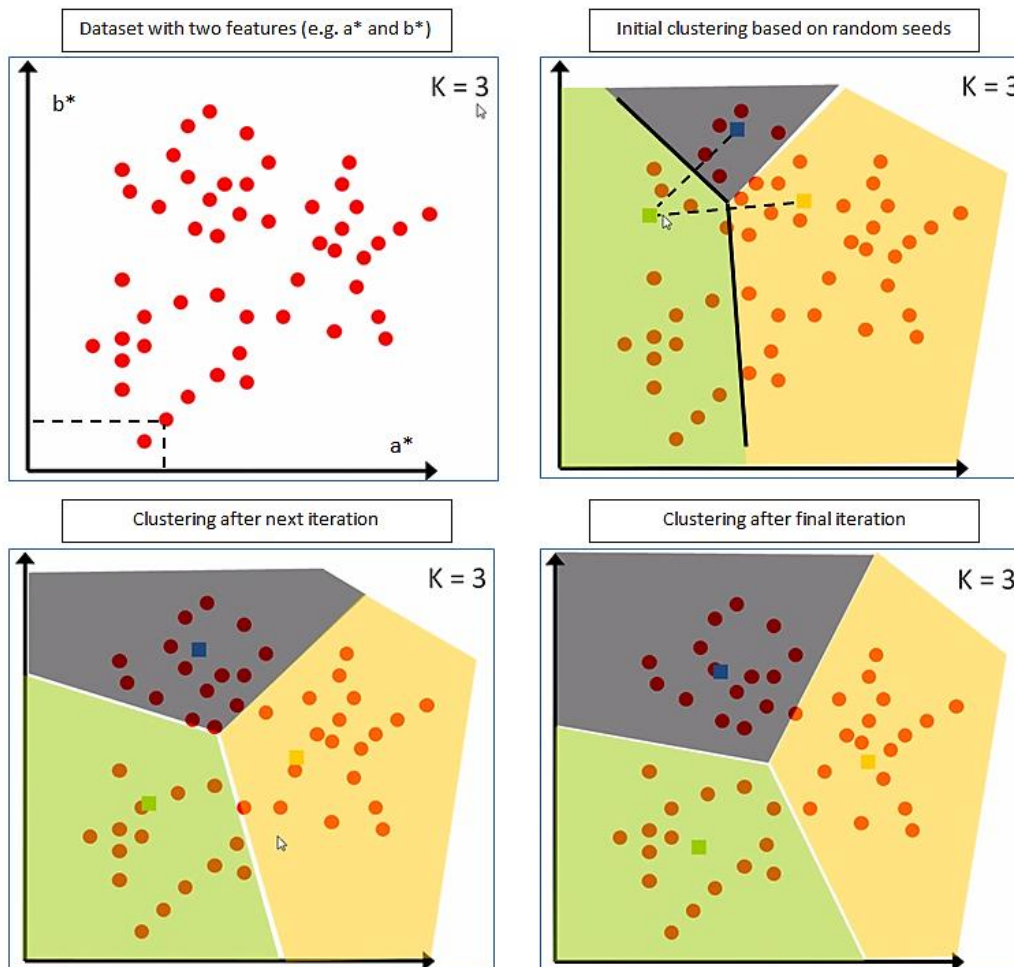 Dataset with two features (e.g. a* and b*)
Initial clustering based on random seeds
K = 3
b*
a*
K = 3
Clustering after next iteration
Clustering after final iteration
K = 3
K = 3